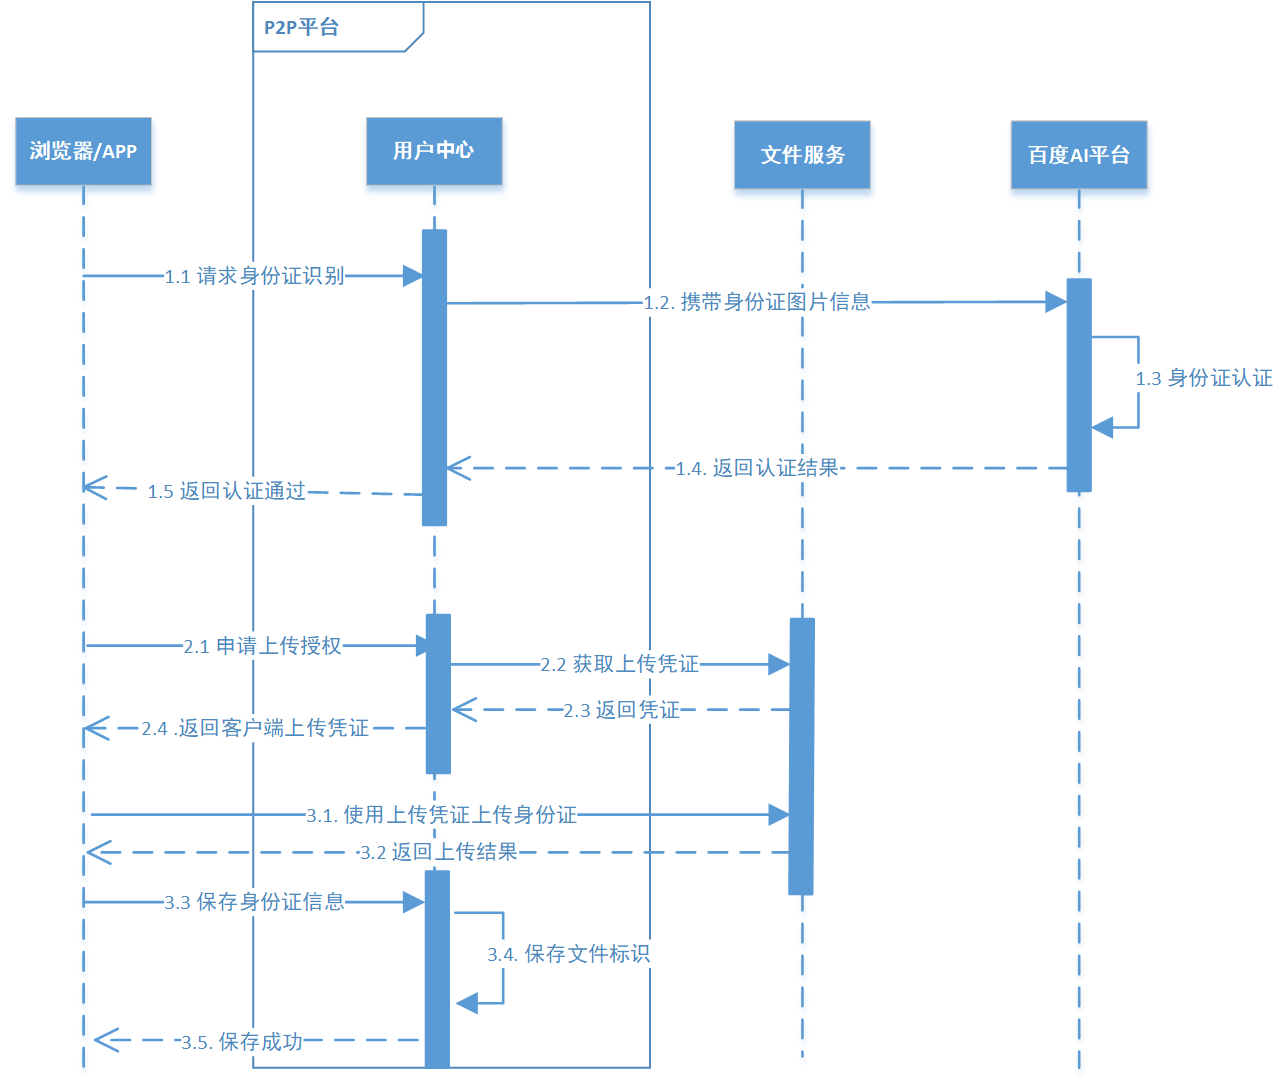 P2P平台
浏览器/APP
用户中心
文件服务
百度AI平台
1.1 请求身份证识别
1.2. 携带身份证图片信息
1.3 身份证认证
1.4. 返回认证结果
1.5 返回认证通过
2.1 申请上传授权
2.2 获取上传凭证
2.3 返回凭证
2.4 .返回客户端上传凭证
3.1. 使用上传凭证上传身份证
3.2 返回上传结果
3.3 保存身份证信息
3.4. 保存文件标识
3.5. 保存成功